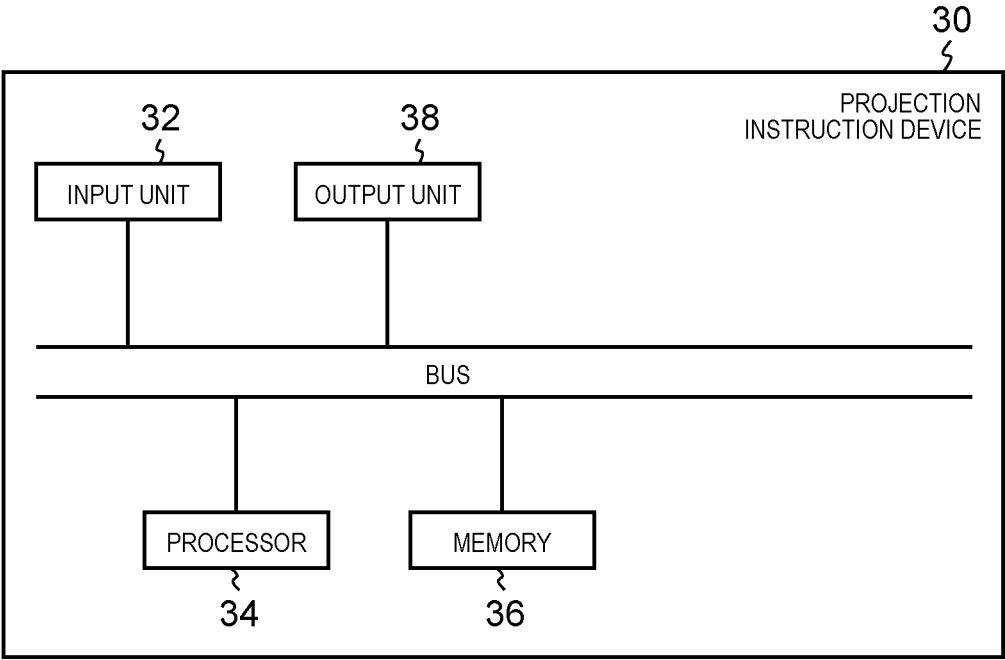 30
PROJECTION
INSTRUCTION DEVICE
32
38
INPUT UNIT
OUTPUT UNIT
BUS
PROCESSOR
MEMORY
34
36